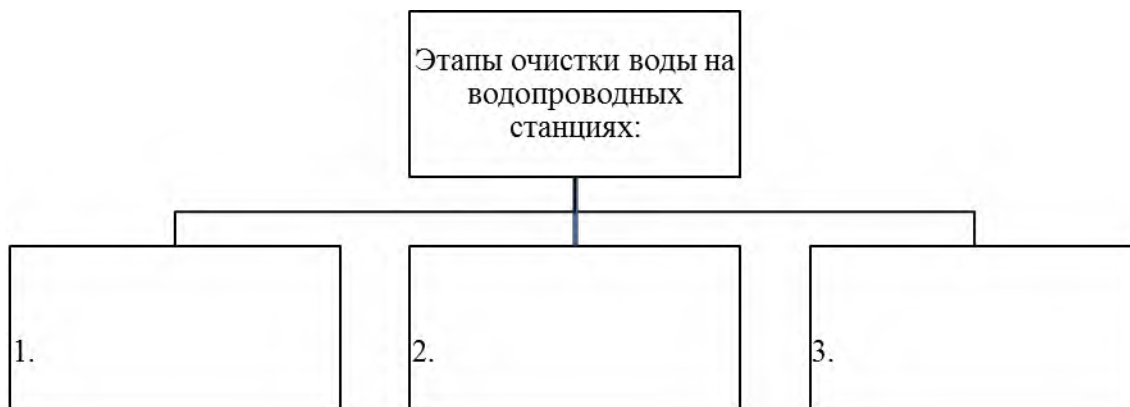 Этапы очистки воды на
водопроводных
станциях:
1.
2.
3.